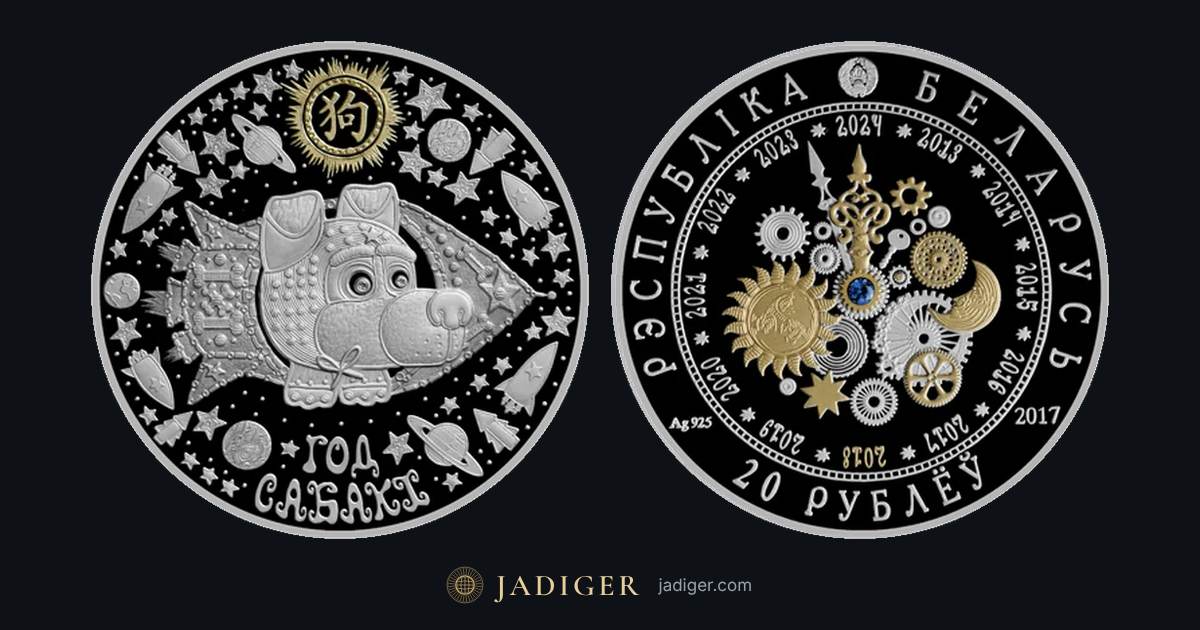 狗
ГОД
САБАКІ
РЭСПУБЛІКА БЕЛАРУСЬ
2024
2013
2014
2015
2016
2017
2018
2019
2020
2021
2022
2023
Ag 925
2017
20 РУБЛЁЎ
JADIGER jadiger.com